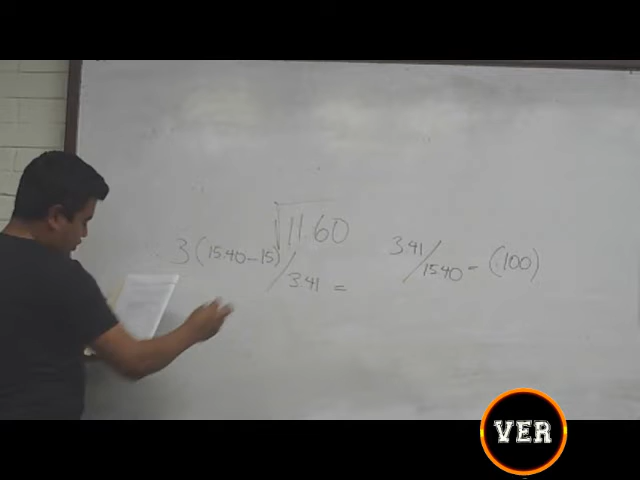 √11.60
3(15.40-15)/3.41 =
3.41/15.40 - (100)
VER